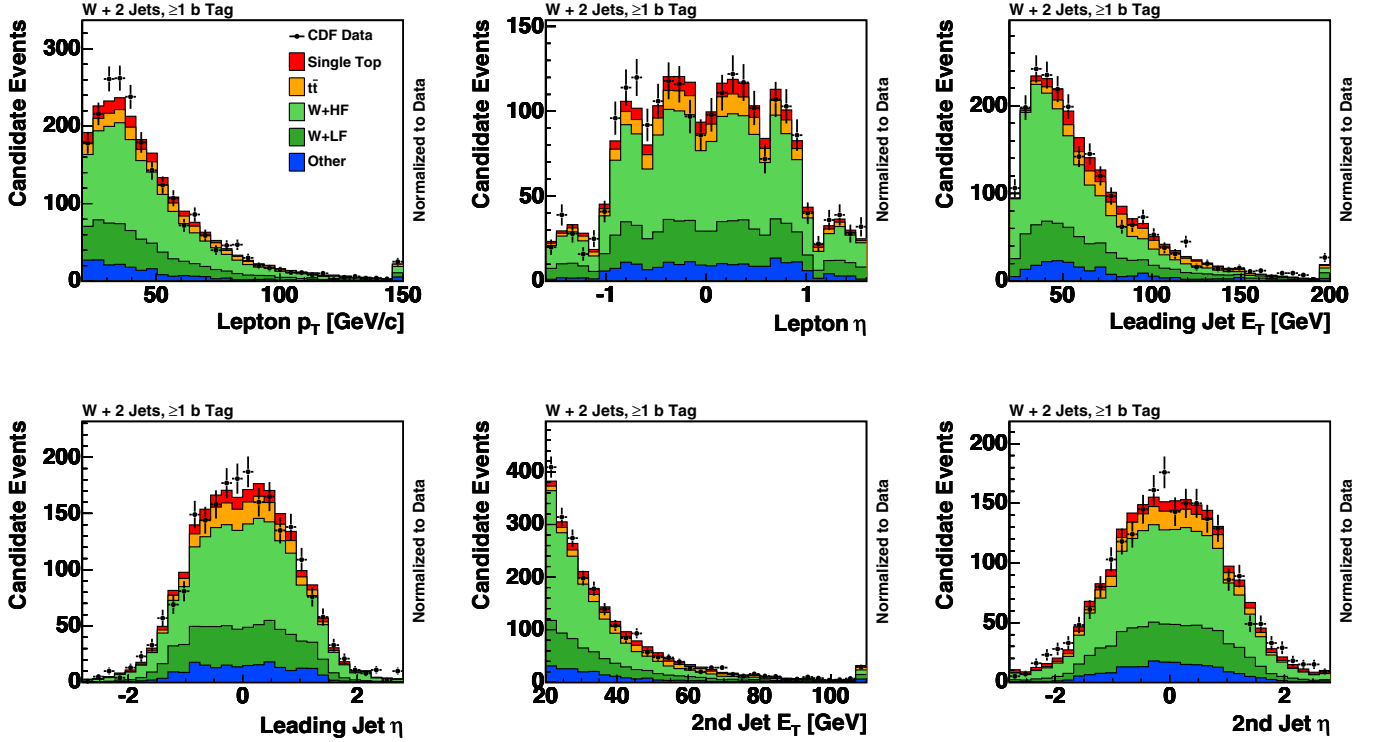 W + 2 Jets, ≥1 b Tag
Candidate Events
300
200
100
0
50
100
150
Lepton pT [GeV/c]
Normalized to Data
CDF Data
Single Top
tt̄
W+HF
W+LF
Other
W + 2 Jets, ≥1 b Tag
Candidate Events
150
100
50
0
-1
0
1
Lepton η
Normalized to Data
W + 2 Jets, ≥1 b Tag
Candidate Events
200
100
0
50
100
150
200
Leading Jet ET [GeV]
Normalized to Data
W + 2 Jets, ≥1 b Tag
Candidate Events
200
150
100
50
0
-2
0
2
Leading Jet η
Normalized to Data
W + 2 Jets, ≥1 b Tag
Candidate Events
400
300
200
100
0
20
40
60
80
100
2nd Jet ET [GeV]
Normalized to Data
W + 2 Jets, ≥1 b Tag
Candidate Events
200
150
100
50
0
-2
0
2
2nd Jet η
Normalized to Data